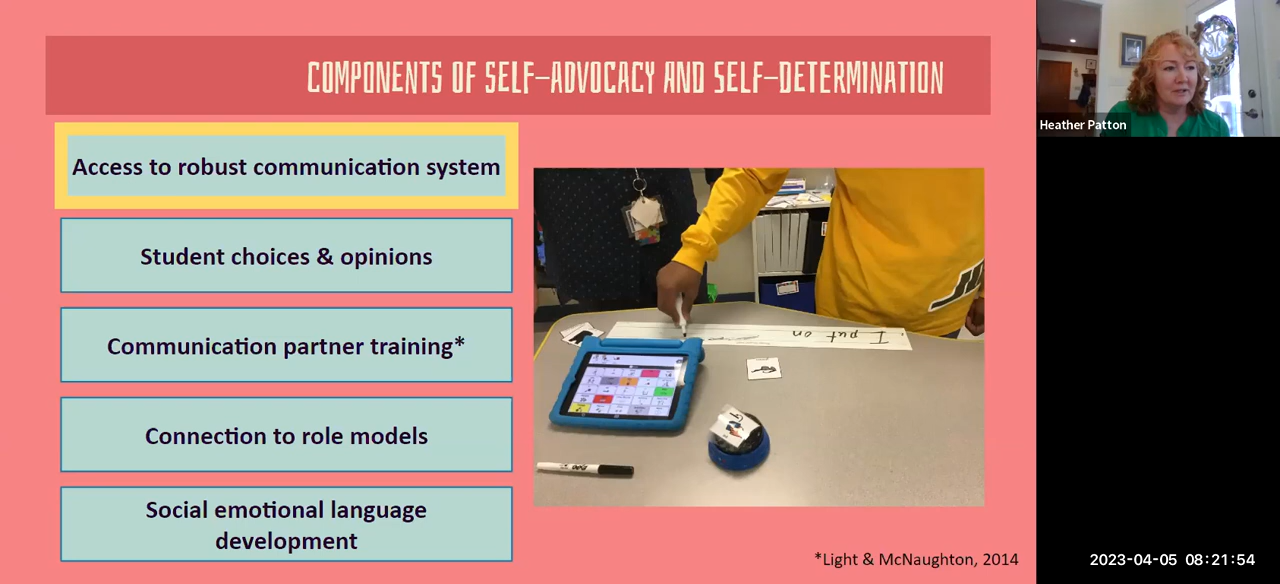 COMPONENTS OF SELF-ADVOCACY AND SELF-DETERMINATION
Access to robust communication system
Student choices & opinions
Communication partner training*
Connection to role models
Social emotional language
development
I put on
*Light & McNaughton, 2014
Heather Patton
2023-04-05 08:21:54